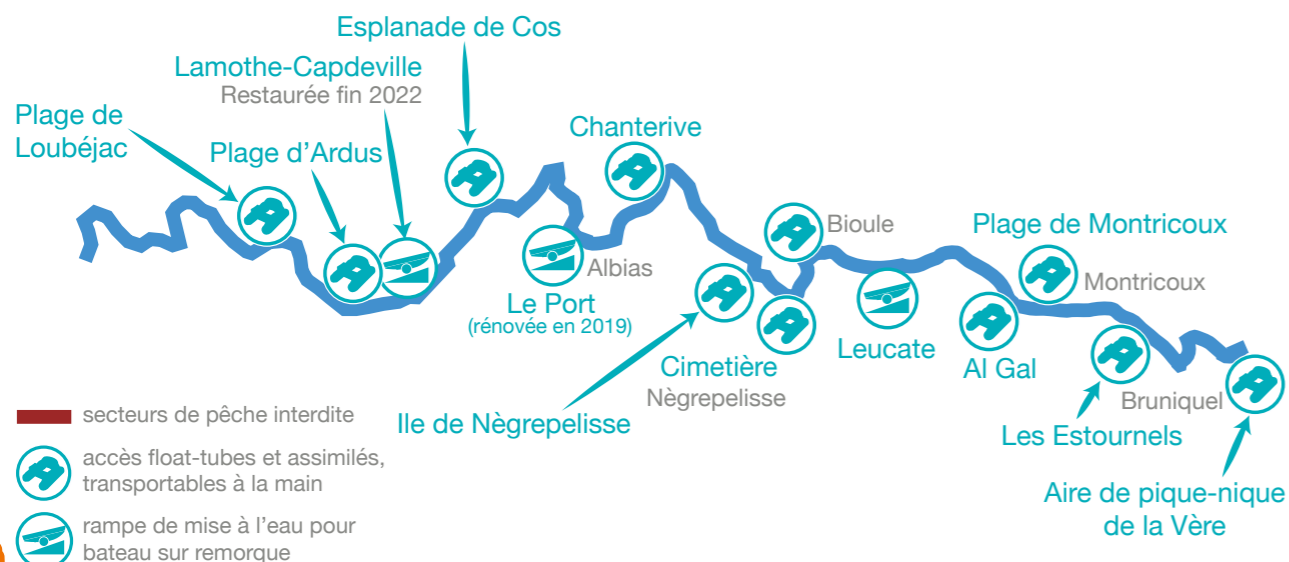 Esplanade de Cos
Lamothe-Capdeville
Restaurée fin 2022
Plage de
Loubéjac
Plage d'Ardus
Chanterive
Bioule
Plage de Montricoux
Albias
Montricoux
Le Port
(rénovée en 2019)
Leucate
Al Gal
Cimetière
Nègrepelisse
Bruniquel
Ile de Nègrepelisse
Les Estournels
Aire de pique-nique
de la Vère
secteurs de pêche interdite
accès float-tubes et assimilés,
transportables à la main
rampe de mise à l'eau pour
bateau sur remorque